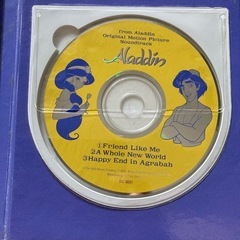 from Aladdin
Original Motion Picture
Soundtrack
Aladdin
1.Friend Like Me
2.A Whole New World
3.Happy End in Agrabah